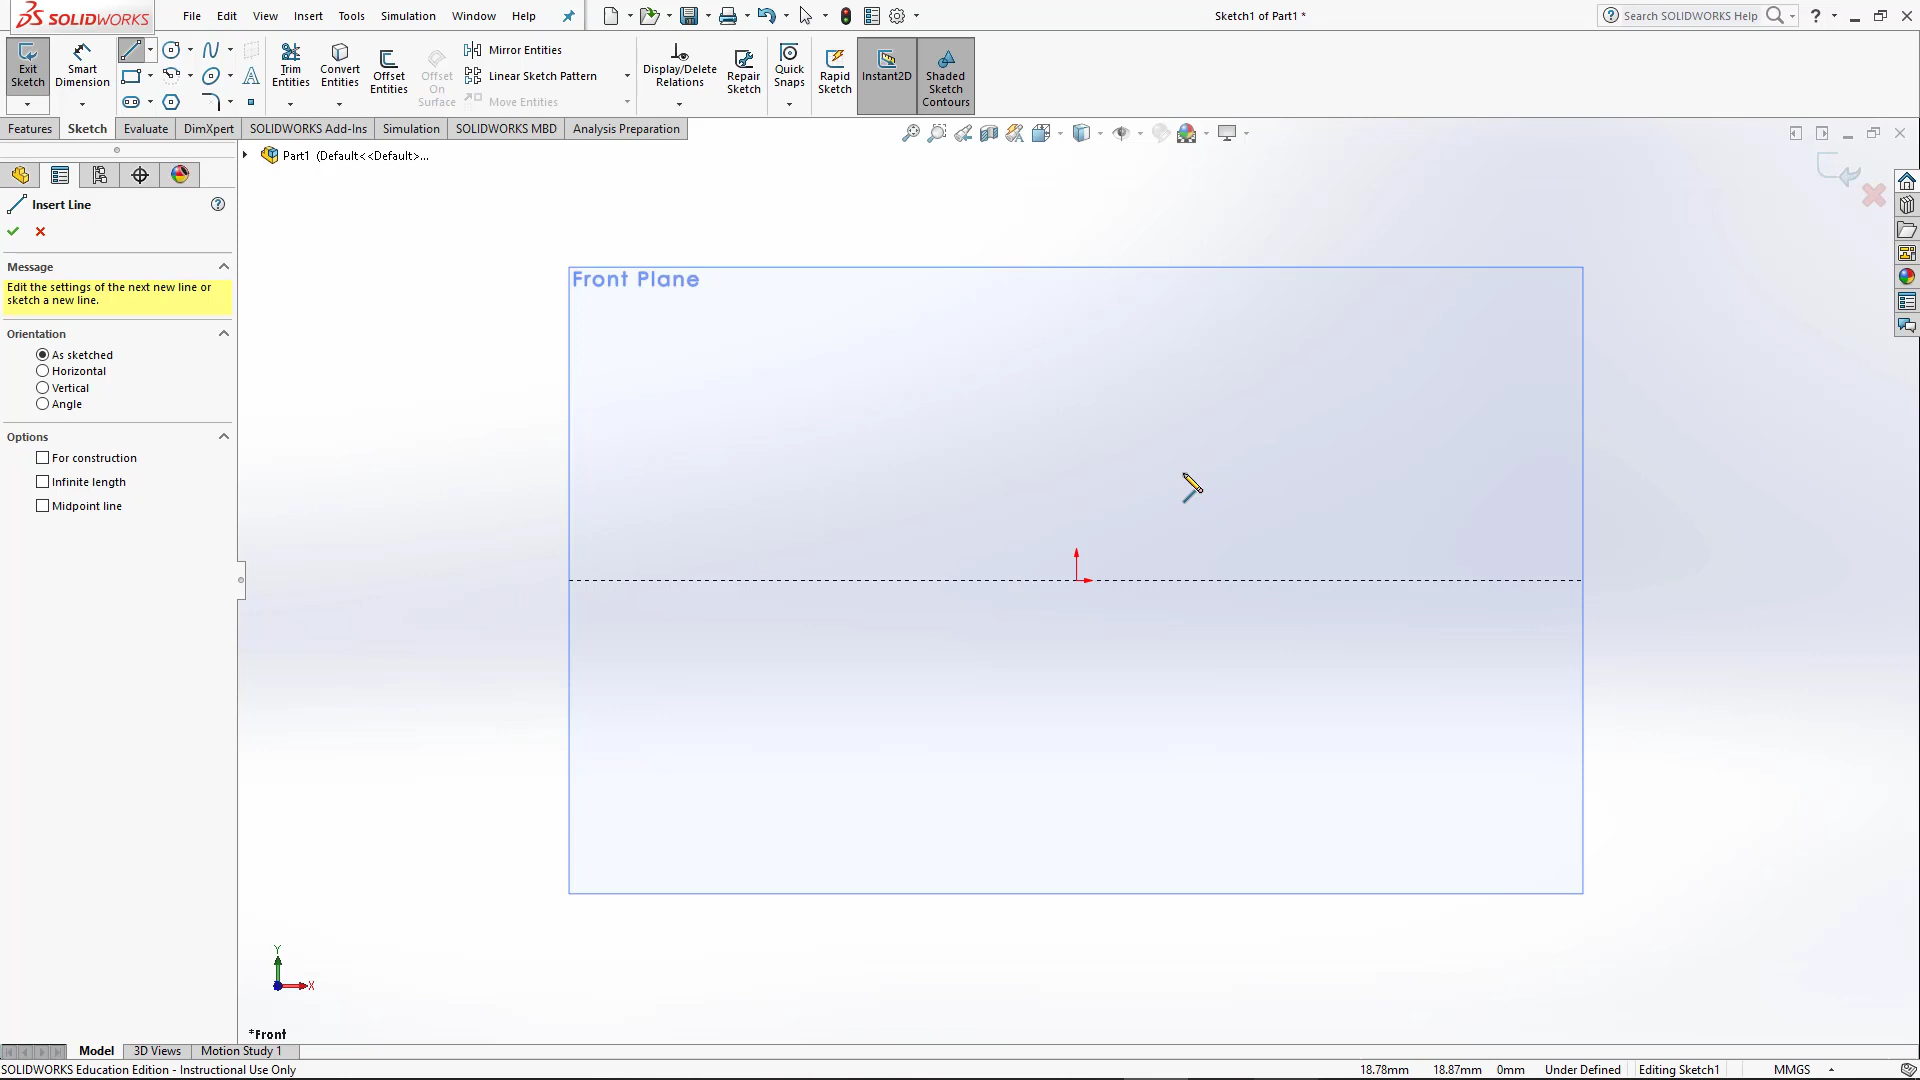 SOLIDWORKS
File Edit View Insert Tools Simulation Window Help
Sketch1 of Part1 *
Search SOLIDWORKS Help
?
Exit Sketch
Smart Dimension
Trim Entities
Convert Entities
Offset Entities
Offset On Surface
Mirror Entities
Linear Sketch Pattern
Move Entities
Display/Delete Relations
Repair Sketch
Quick Snaps
Rapid Sketch
Instant2D
Shaded Sketch Contours
Features Sketch Evaluate DimXpert SOLIDWORKS Add-Ins Simulation SOLIDWORKS MBD Analysis Preparation
Part1 (Default<<Default>...
Insert Line
Message
Edit the settings of the next new line or
sketch a new line.
Orientation
As sketched
Horizontal
Vertical
Angle
Options
For construction
Infinite length
Midpoint line
Front Plane
Y
X
*Front
Model 3D Views Motion Study 1
SOLIDWORKS Education Edition - Instructional Use Only
18.78mm 18.87mm 0mm Under Defined Editing Sketch1 MMGS